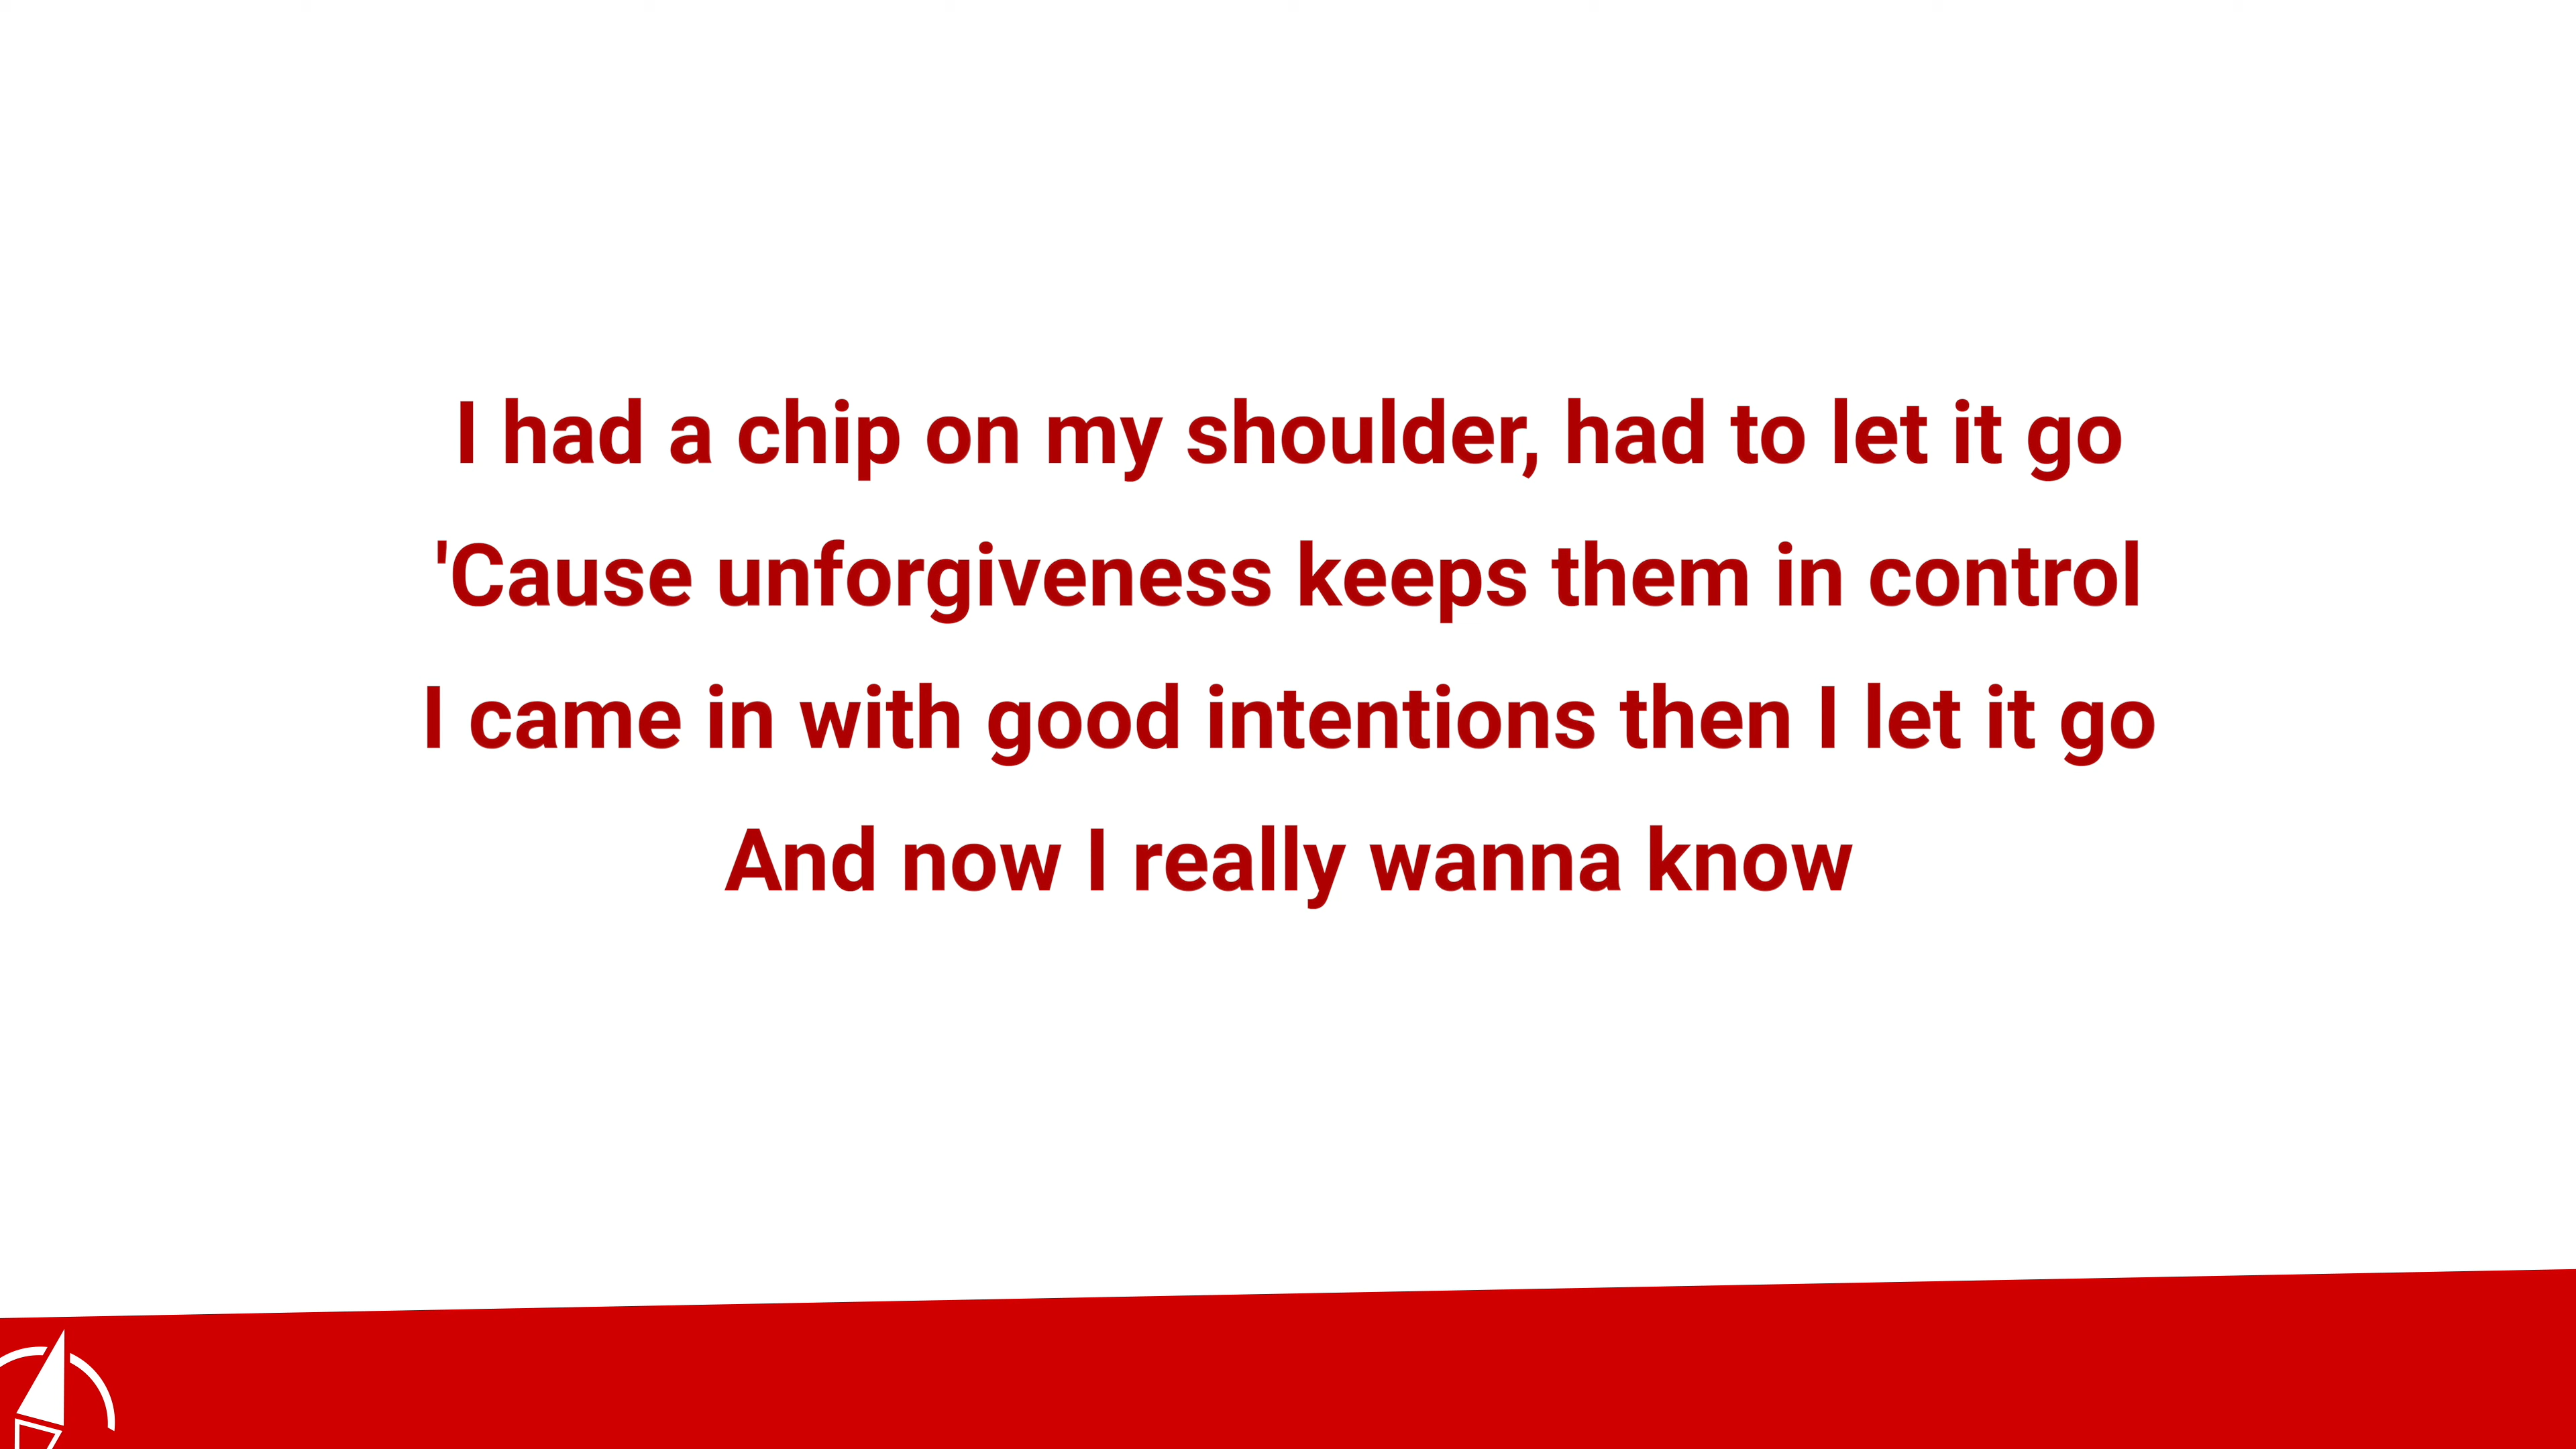 I had a chip on my shoulder, had to let it go
'Cause unforgiveness keeps them in control
I came in with good intentions then I let it go
And now I really wanna know